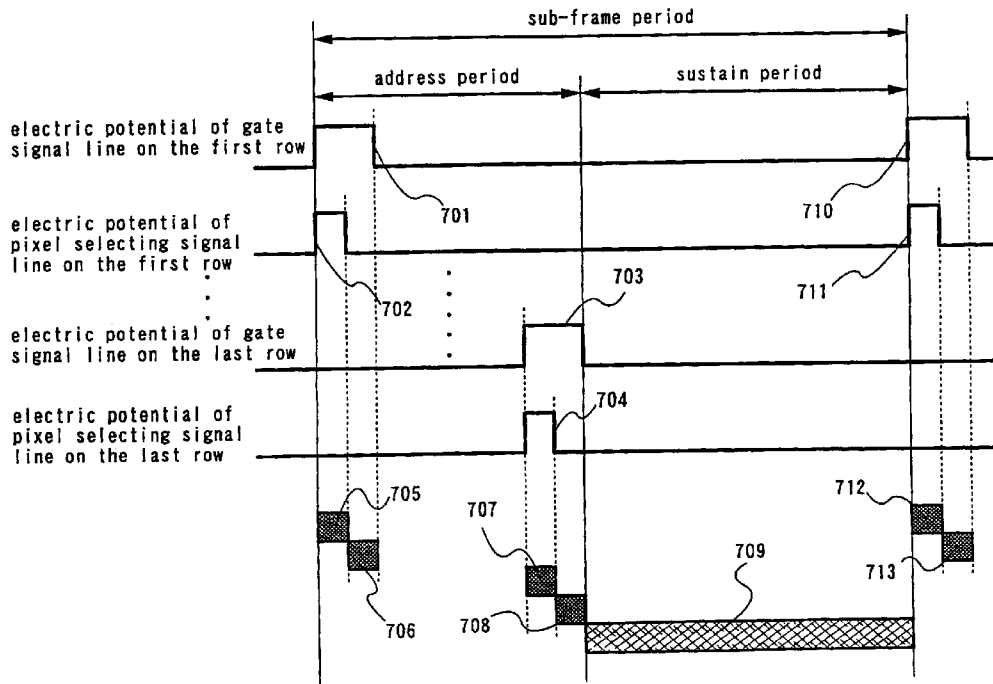 sub-frame period
address period
sustain period
electric potential of gate
signal line on the first row
701
710
electric potential of
pixel selecting signal
line on the first row
702
711
703
electric potential of gate
signal line on the last row
electric potential of
pixel selecting signal
line on the last row
704
705
707
712
709
706
708
713